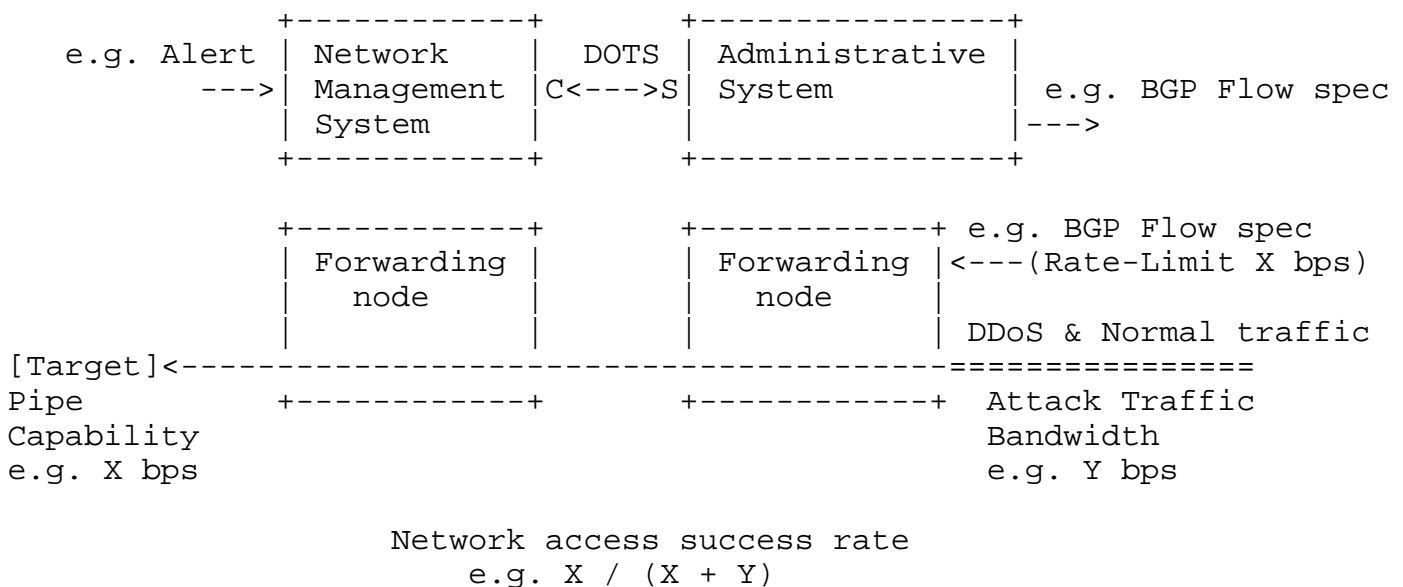 +------------+ +----------------+
e.g. Alert | Network | DOTS | Administrative |
--->| Management |C<--->S| System | e.g. BGP Flow spec
| System | | |--->
+------------+ +----------------+
+------------+ +------------+ e.g. BGP Flow spec
| Forwarding | | Forwarding |<---(Rate-Limit X bps)
| node | | node |
| | | | DDoS & Normal traffic
[Target]<----------------------------------------================
Pipe +------------+ +------------+ Attack Traffic
Capability Bandwidth
e.g. X bps e.g. Y bps
Network access success rate
e.g. X / (X + Y)